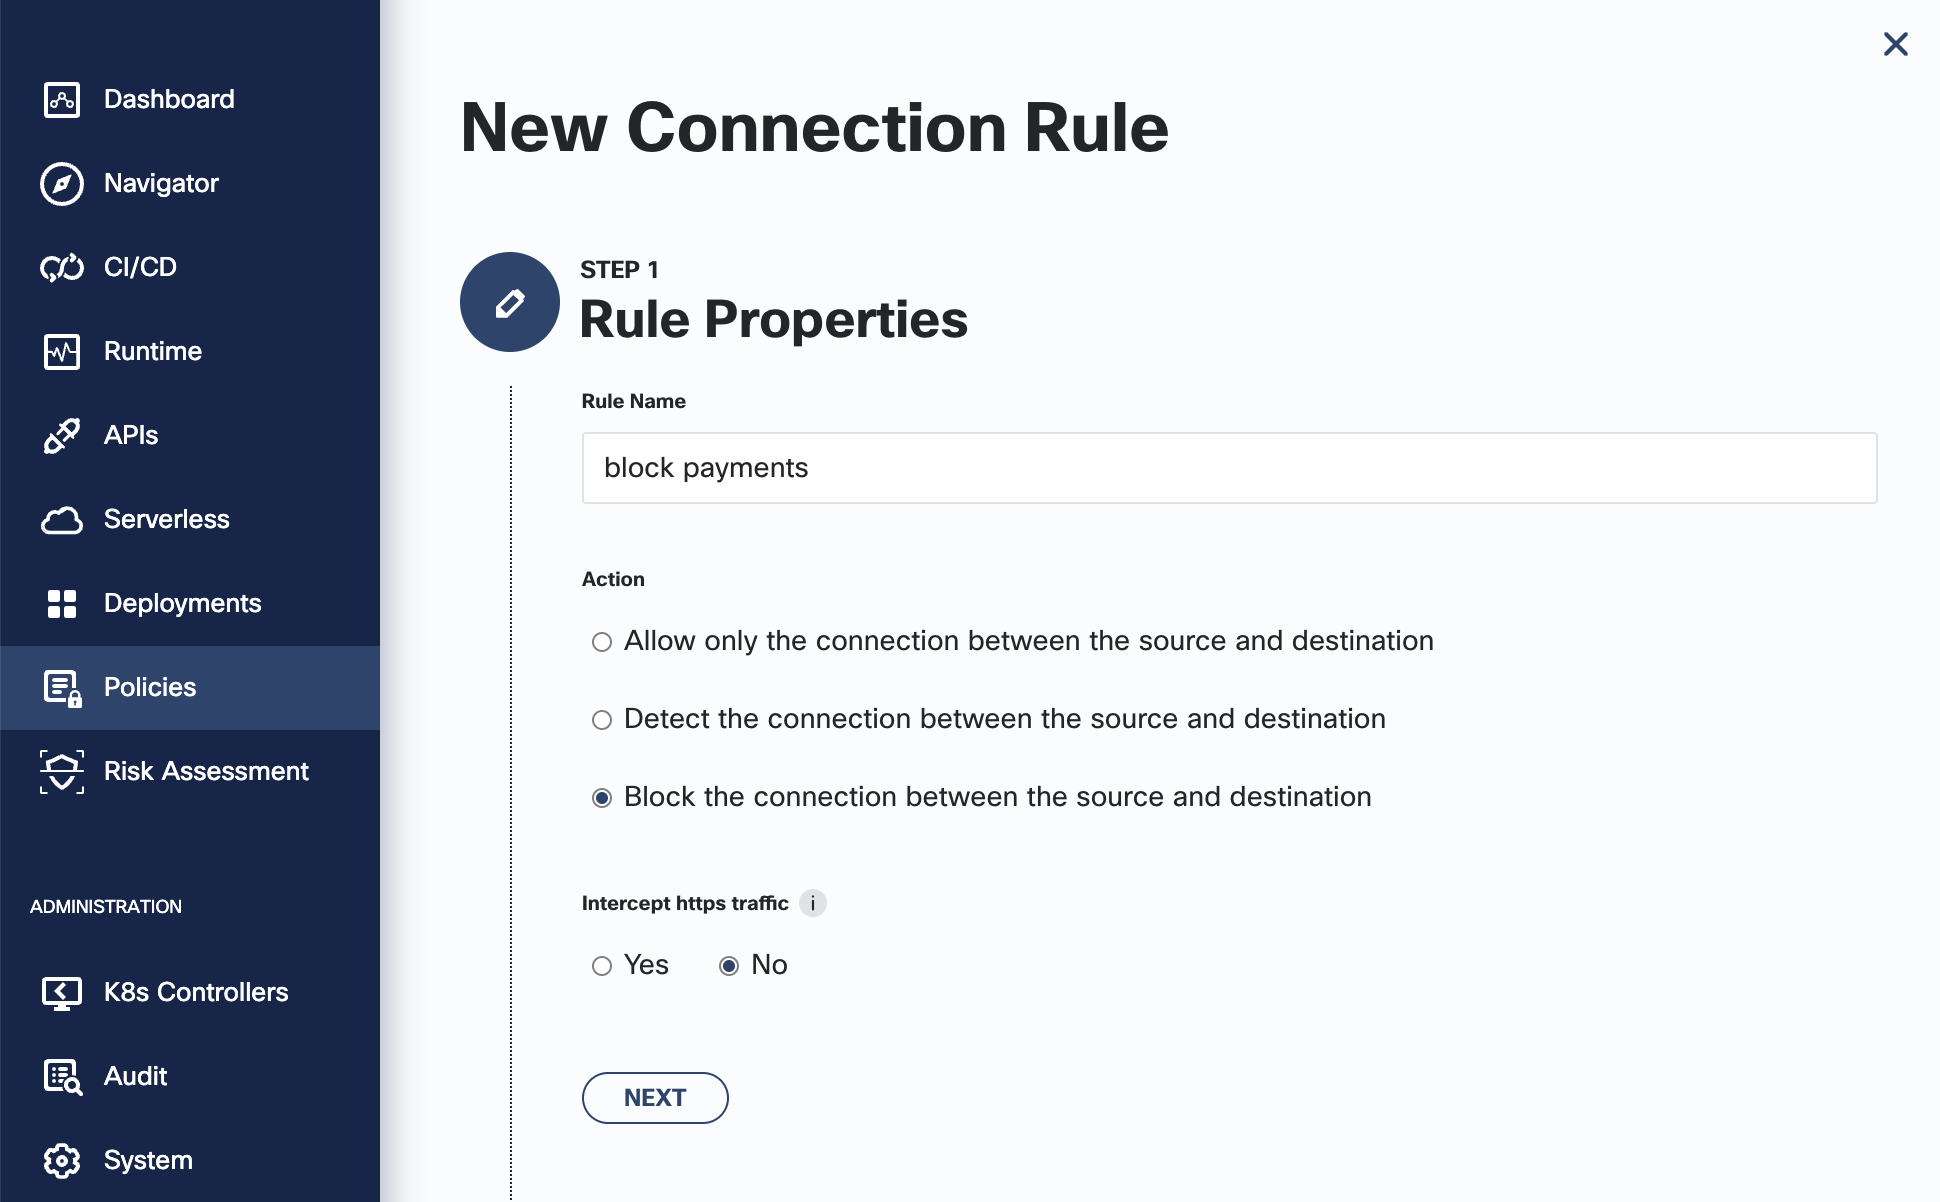 Dashboard
Navigator
CI/CD
Runtime
APIs
Serverless
Deployments
Policies
Risk Assessment
ADMINISTRATION
K8s Controllers
Audit
System
New Connection Rule
STEP 1
Rule Properties
Rule Name
block payments
Action
Allow only the connection between the source and destination
Detect the connection between the source and destination
Block the connection between the source and destination
Intercept https traffic i
Yes No
NEXT